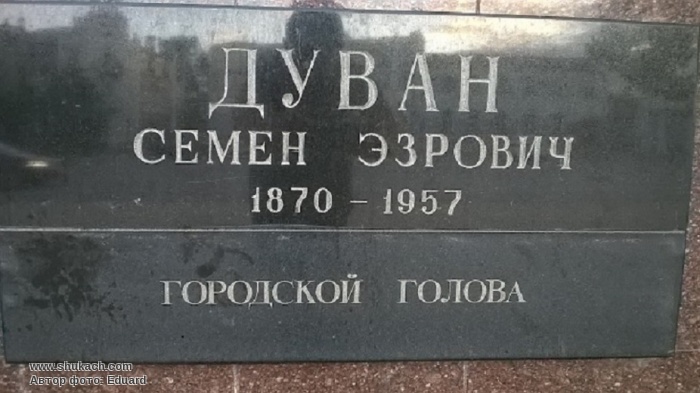 ДУВАН
СЕМЕН ЭЗРОВИЧ
1870 – 1957
ГОРОДСКОЙ ГОЛОВА
www.shukach.com
Автор фото: Eduard